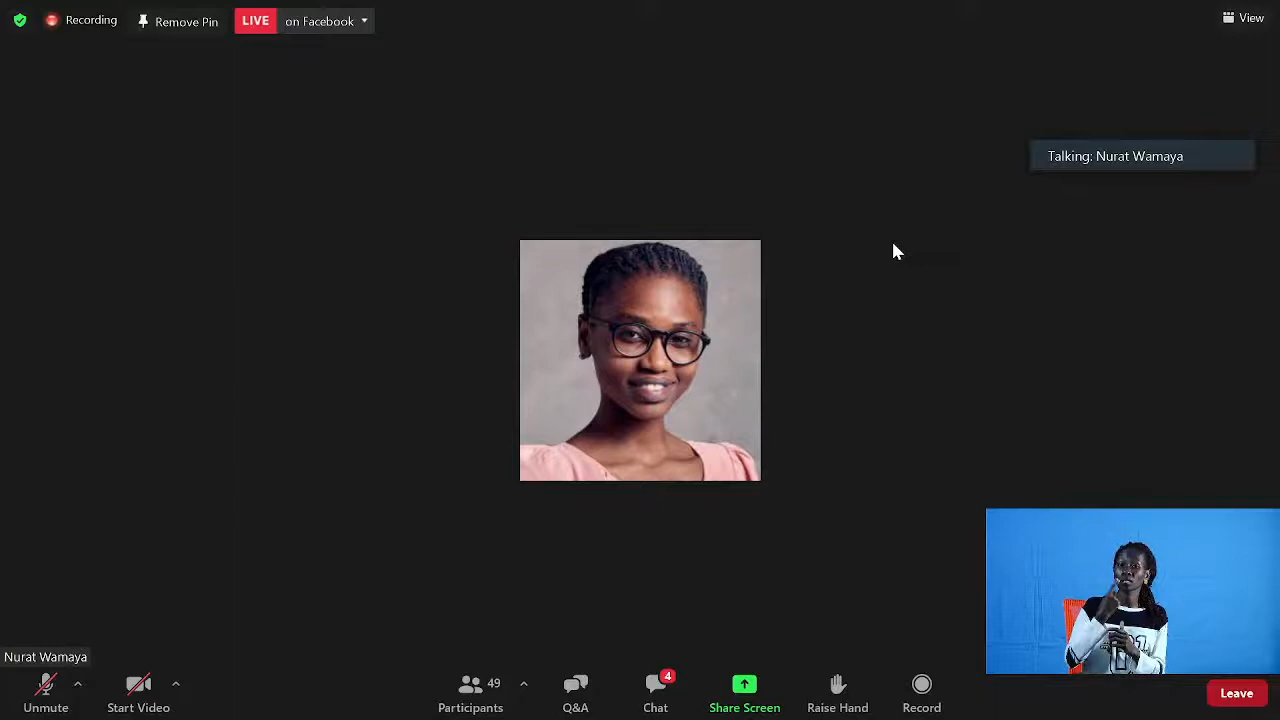 Recording
Remove Pin
LIVE on Facebook
View
Talking: Nurat Wamaya
Nurat Wamaya
Unmute
Start Video
49
Participants
Q&A
4
Chat
Share Screen
Raise Hand
Record
Leave